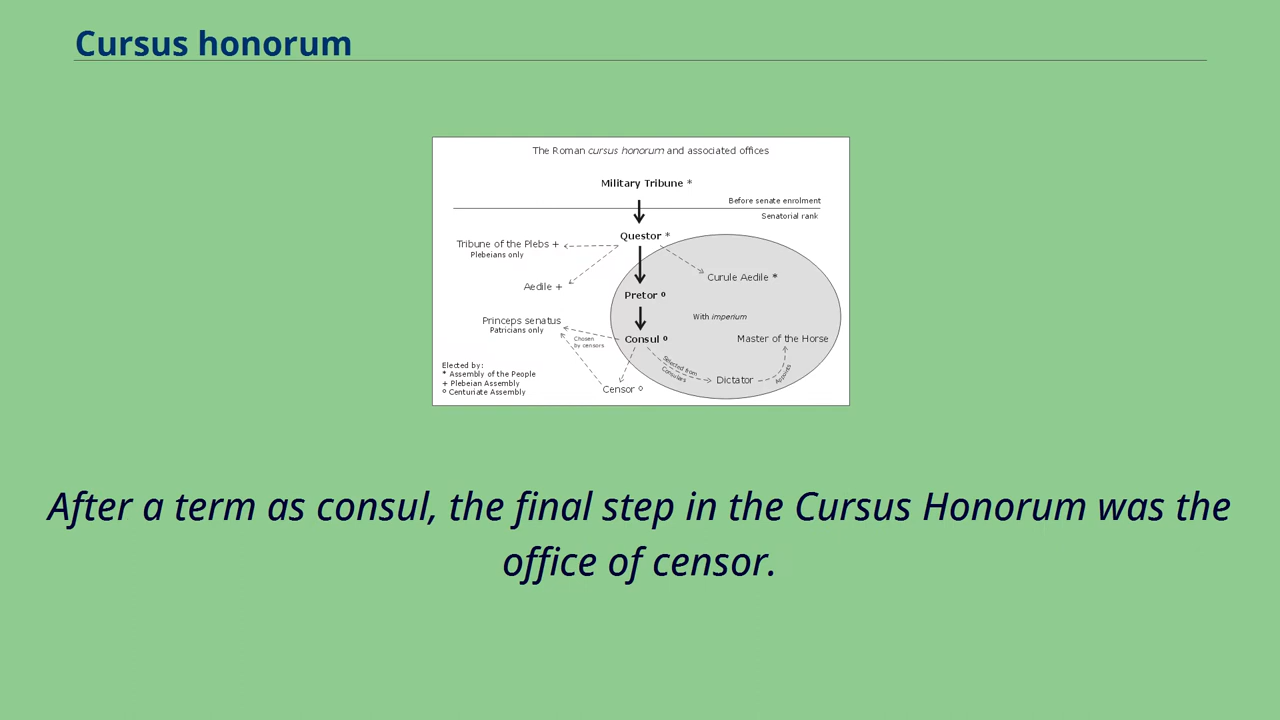 Cursus honorum
The Roman cursus honorum and associated offices
Military Tribune *
Before senate enrolment
Senatorial rank
Questor *
Tribune of the Plebs +
Plebeians only
Curule Aedile *
Aedile +
Pretor º
With imperium
Princeps senatus
Patricians only
Chosen
by censors
Consul º
Master of the Horse
Selected from
Consulars
Appoints
Elected by:
* Assembly of the People
+ Plebeian Assembly
º Centuriate Assembly
Censor º
Dictator
After a term as consul, the final step in the Cursus Honorum was the
office of censor.